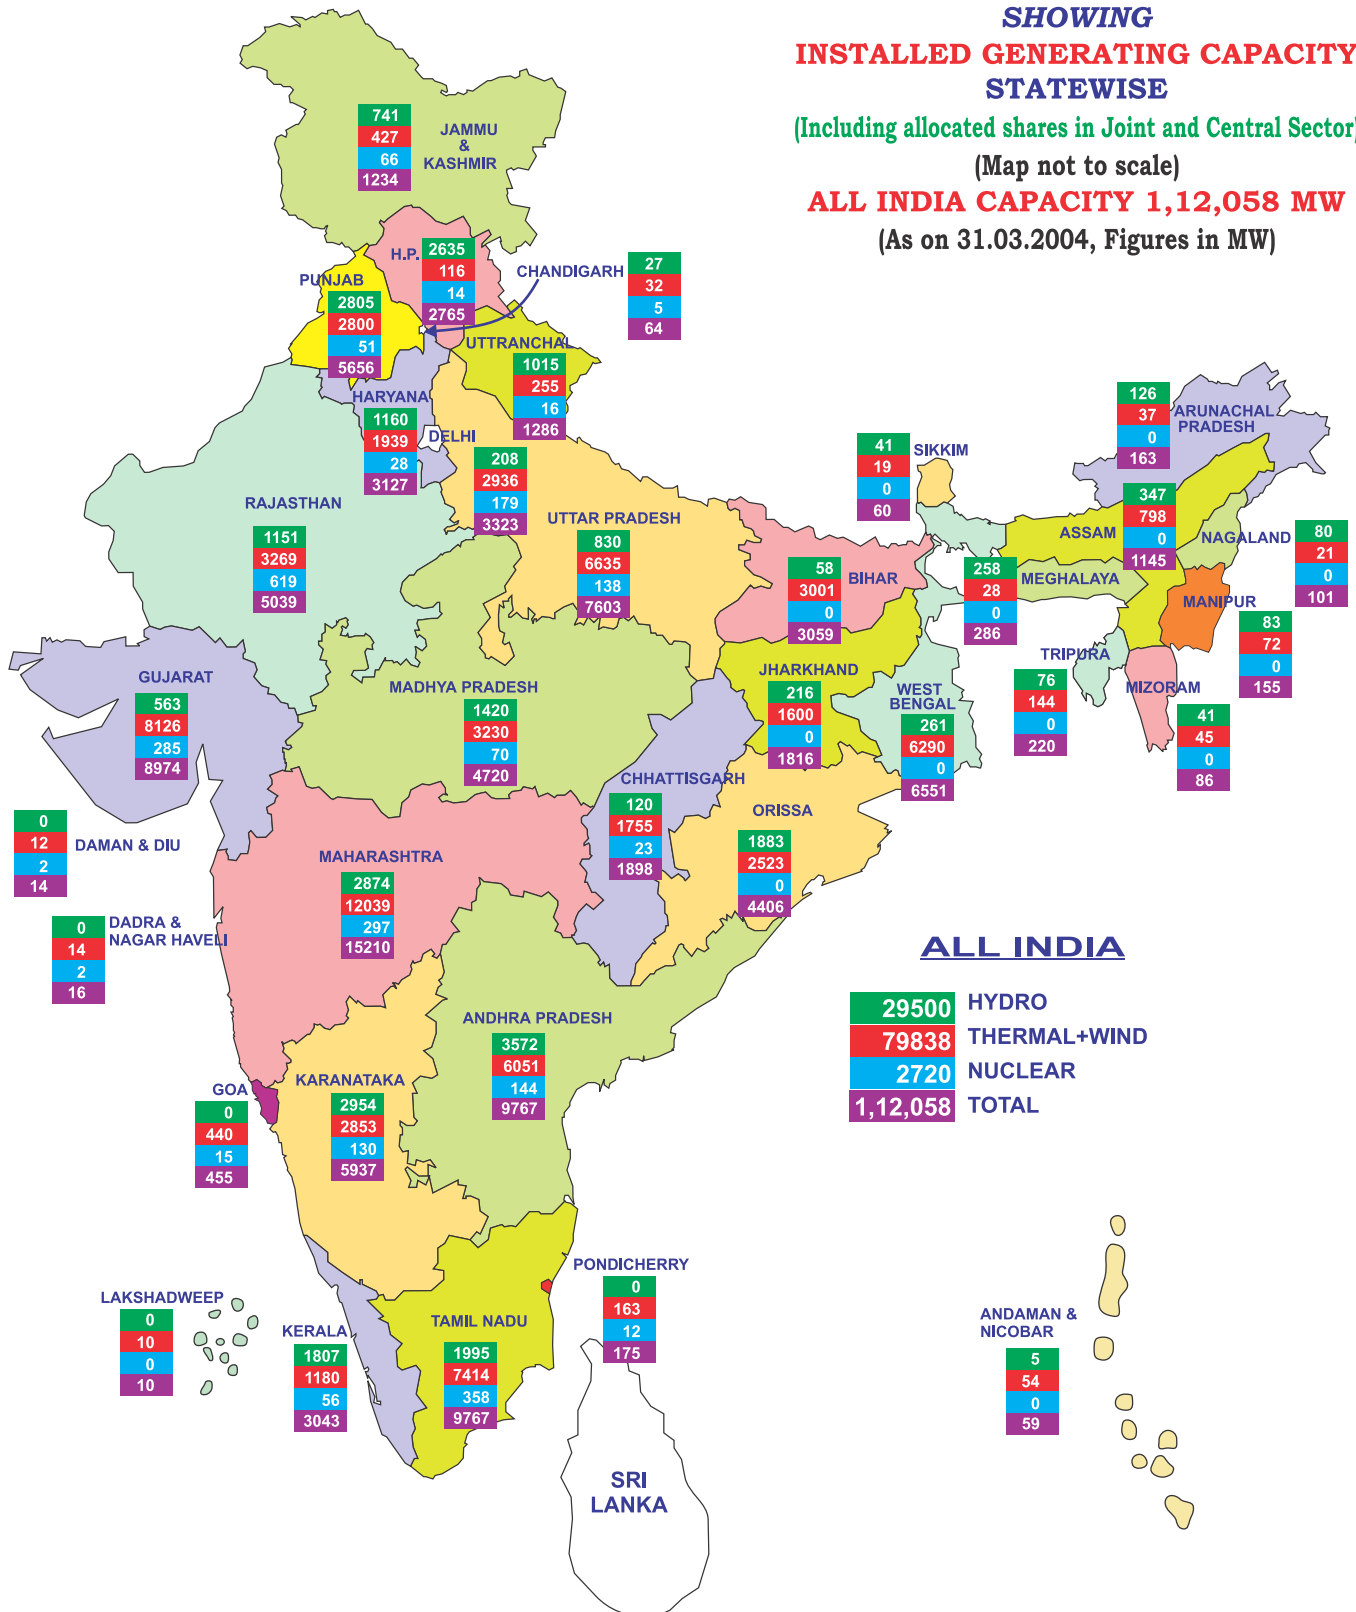 SHOWING
INSTALLED GENERATING CAPACITY
STATEWISE
(Including allocated shares in Joint and Central Sector)
(Map not to scale)
ALL INDIA CAPACITY 1,12,058 MW
(As on 31.03.2004, Figures in MW)
JAMMU
&
KASHMIR
741
427
66
1234
H.P.
2635
116
14
2765
CHANDIGARH
27
32
5
64
PUNJAB
2805
2800
51
5656
UTTRANCHAL
1015
255
16
1286
HARYANA
1160
1939
28
3127
DELHI
208
2936
179
3323
RAJASTHAN
1151
3269
619
5039
UTTAR PRADESH
830
6635
138
7603
BIHAR
58
3001
0
3059
SIKKIM
41
19
0
60
ARUNACHAL
PRADESH
126
37
0
163
ASSAM
347
798
0
1145
NAGALAND
80
21
0
101
MEGHALAYA
258
28
0
286
MANIPUR
83
72
0
155
TRIPURA
76
144
0
220
MIZORAM
41
45
0
86
GUJARAT
563
8126
285
8974
MADHYA PRADESH
1420
3230
70
4720
JHARKHAND
216
1600
0
1816
WEST
BENGAL
261
6290
0
6551
CHHATTISGARH
120
1755
23
1898
ORISSA
1883
2523
0
4406
DAMAN & DIU
0
12
2
14
DADRA &
NAGAR HAVELI
0
14
2
16
MAHARASHTRA
2874
12039
297
15210
ALL INDIA
29500 HYDRO
79838 THERMAL+WIND
2720 NUCLEAR
1,12,058 TOTAL
ANDHRA PRADESH
3572
6051
144
9767
GOA
0
440
15
455
KARANATAKA
2954
2853
130
5937
LAKSHADWEEP
0
10
0
10
KERALA
1807
1180
56
3043
TAMIL NADU
1995
7414
358
9767
PONDICHERRY
0
163
12
175
ANDAMAN &
NICOBAR
5
54
0
59
SRI
LANKA